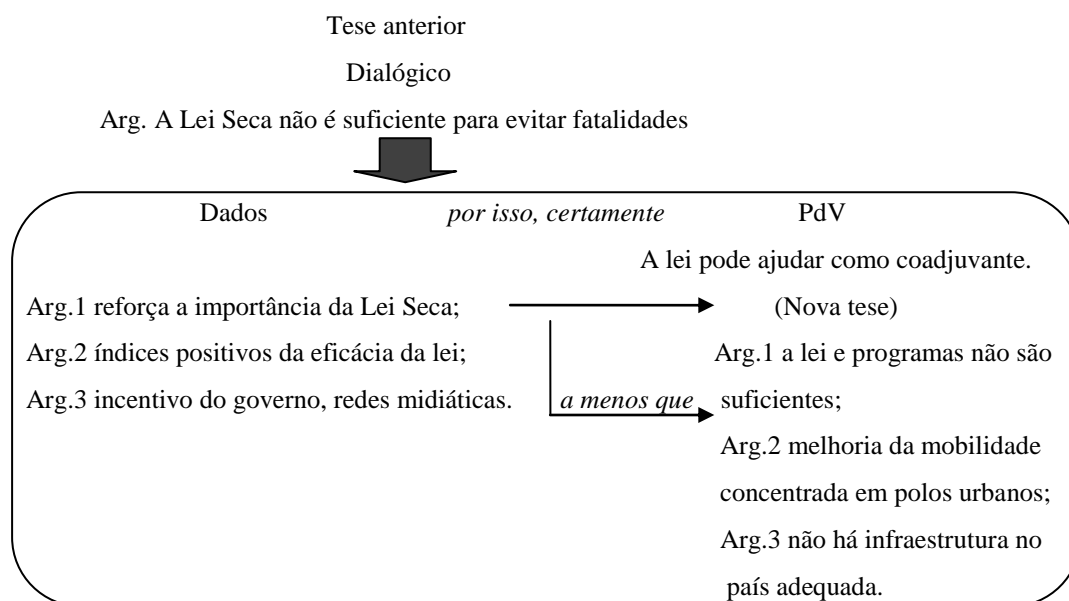 Tese anterior
Dialógico
Arg. A Lei Seca não é suficiente para evitar fatalidades
Dados por isso, certamente PdV
A lei pode ajudar como coadjuvante.
Arg.1 reforça a importância da Lei Seca; (Nova tese)
Arg.2 índices positivos da eficácia da lei; Arg.1 a lei e programas não são
Arg.3 incentivo do governo, redes midiáticas. a menos que suficientes;
Arg.2 melhoria da mobilidade
concentrada em polos urbanos;
Arg.3 não há infraestrutura no
país adequada.